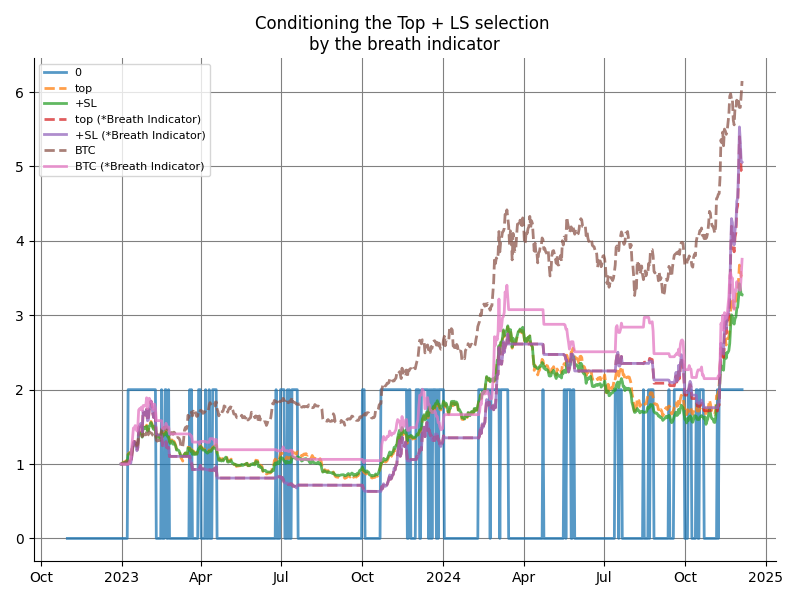 Conditioning the Top + LS selection
by the breath indicator
0
top
+SL
top (*Breath Indicator)
+SL (*Breath Indicator)
BTC
BTC (*Breath Indicator)
6
5
4
3
2
1
0
Oct 2023 Apr Jul Oct 2024 Apr Jul Oct 2025